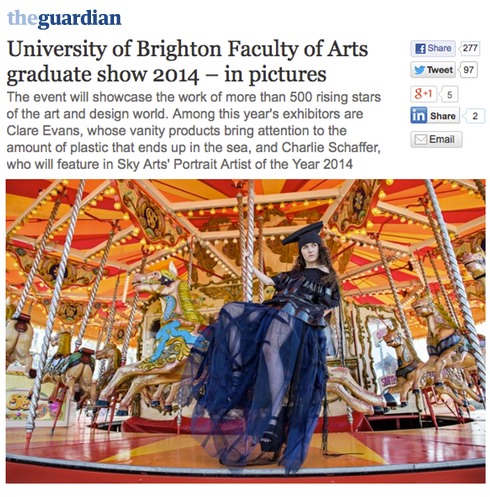 theguardian
University of Brighton Faculty of Arts
graduate show 2014 – in pictures
The event will showcase the work of more than 500 rising stars
of the art and design world. Among this year's exhibitors are
Clare Evans, whose vanity products bring attention to the
amount of plastic that ends up in the sea, and Charlie Schaffer,
who will feature in Sky Arts' Portrait Artist of the Year 2014
Share 277
Tweet 97
+1 5
Share 2
Email